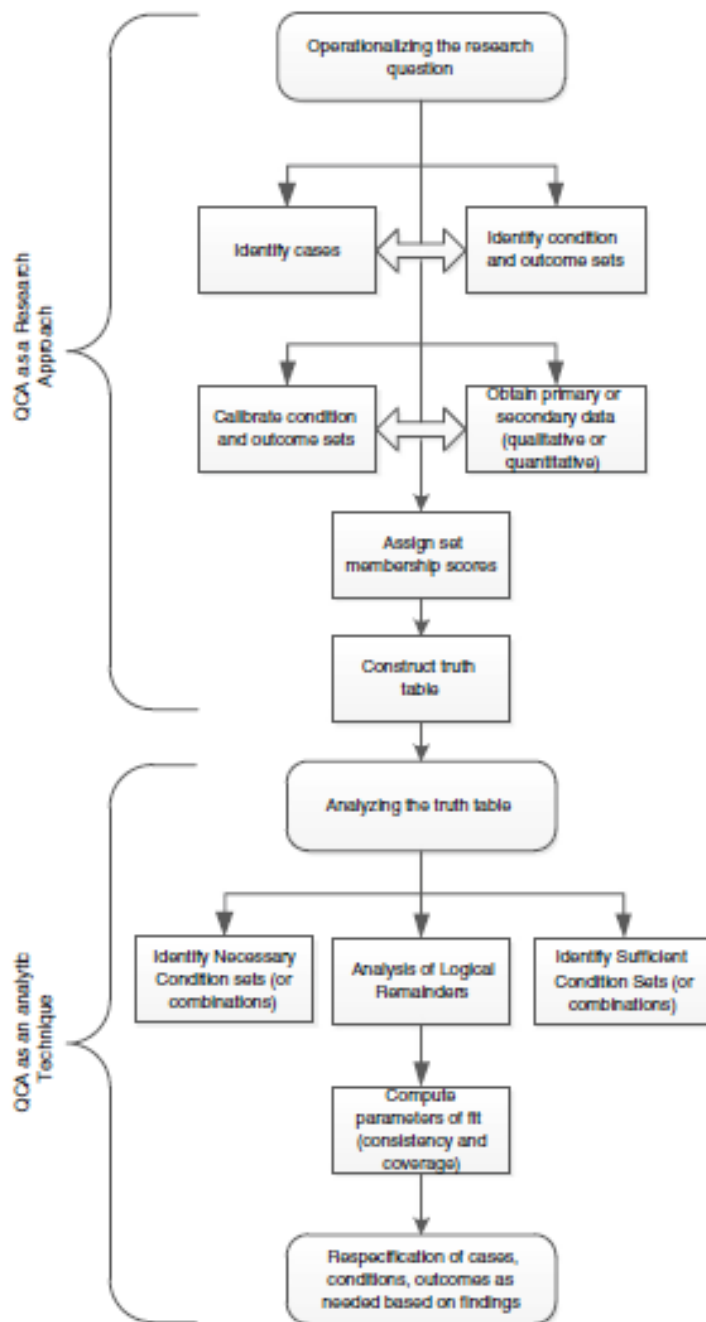 Operationalizing the research
question
Identify cases
Identify condition
and outcome sets
QCA as a Research
Approach
Calibrate condition
and outcome sets
Obtain primary or
secondary data
(qualitative or
quantitative)
Assign set
membership scores
Construct truth
table
Analyzing the truth table
Identify Necessary
Condition sets (or
combinations)
Analysis of Logical
Remainders
Identify Sufficient
Condition Sets (or
combinations)
QCA as an analytic
Technique
Compute
parameters of fit
(consistency and
coverage)
Respecification of cases,
conditions, outcomes as
needed based on findings